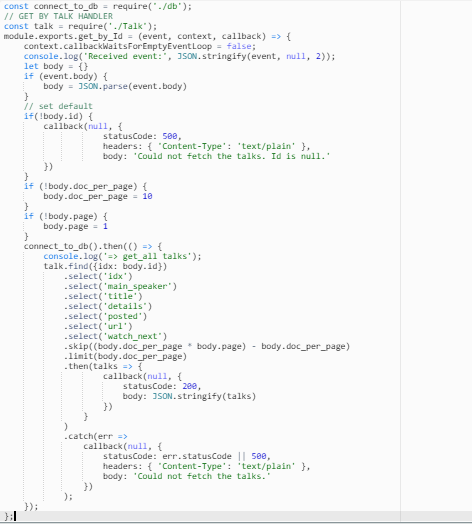 const connect_to_db = require('./db');
// GET BY TALK HANDLER
const talk = require('./Talk');
module.exports.get_by_Id = (event, context, callback) => {
    context.callbackWaitsForEmptyEventLoop = false;
    console.log('Received event:', JSON.stringify(event, null, 2));
    let body = {}
    if (event.body) {
        body = JSON.parse(event.body)
    }
    // set default
    if(!body.id) {
        callback(null, {
                    statusCode: 500,
                    headers: { 'Content-Type': 'text/plain' },
                    body: 'Could not fetch the talks. Id is null.'
        })
    }
    if (!body.doc_per_page) {
        body.doc_per_page = 10
    }
    if (!body.page) {
        body.page = 1
    }
    connect_to_db().then(() => {
        console.log('=> get_all talks');
        talk.find({idx: body.id})
            .select('idx')
            .select('main_speaker')
            .select('title')
            .select('details')
            .select('posted')
            .select('url')
            .select('watch_next')
            .skip((body.doc_per_page * body.page) - body.doc_per_page)
            .limit(body.doc_per_page)
            .then(talks => {
                    callback(null, {
                        statusCode: 200,
                        body: JSON.stringify(talks)
                    })
                }
            )
            .catch(err =>
                callback(null, {
                    statusCode: err.statusCode || 500,
                    headers: { 'Content-Type': 'text/plain' },
                    body: 'Could not fetch the talks.'
                })
            );
    });
};